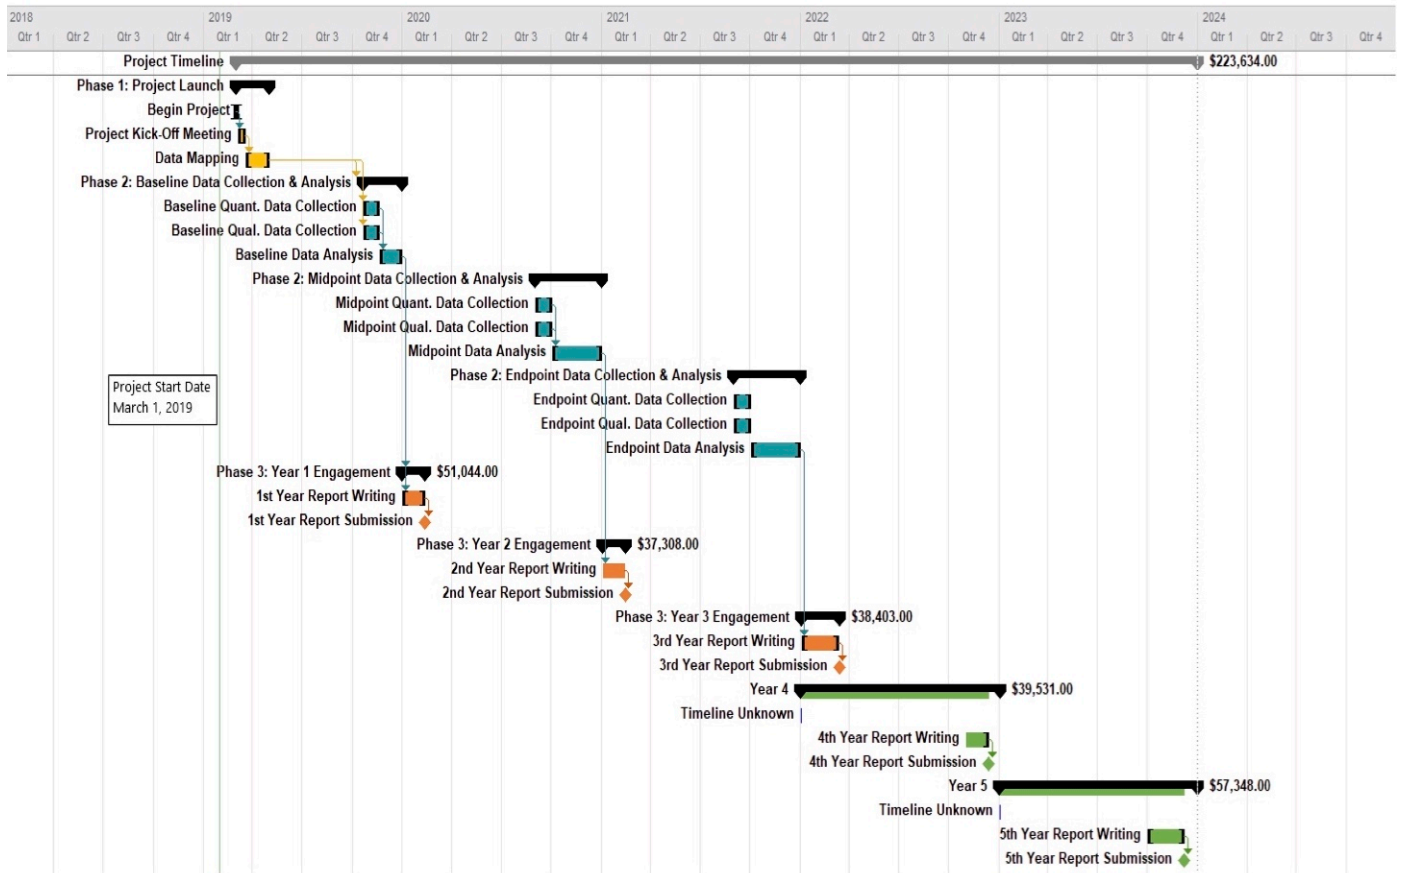 2018 2019 2020 2021 2022 2023 2024
Qtr 1 Qtr 2 Qtr 3 Qtr 4 Qtr 1 Qtr 2 Qtr 3 Qtr 4 Qtr 1 Qtr 2 Qtr 3 Qtr 4 Qtr 1 Qtr 2 Qtr 3 Qtr 4 Qtr 1 Qtr 2 Qtr 3 Qtr 4 Qtr 1 Qtr 2 Qtr 3 Qtr 4 Qtr 1 Qtr 2 Qtr 3 Qtr 4
Project Timeline $223,634.00
Phase 1: Project Launch
Begin Project
Project Kick-Off Meeting
Data Mapping
Phase 2: Baseline Data Collection & Analysis
Baseline Quant. Data Collection
Baseline Qual. Data Collection
Baseline Data Analysis
Phase 2: Midpoint Data Collection & Analysis
Midpoint Quant. Data Collection
Midpoint Qual. Data Collection
Midpoint Data Analysis
Phase 2: Endpoint Data Collection & Analysis
Project Start Date
March 1, 2019
Endpoint Quant. Data Collection
Endpoint Qual. Data Collection
Endpoint Data Analysis
Phase 3: Year 1 Engagement $51,044.00
1st Year Report Writing
1st Year Report Submission
Phase 3: Year 2 Engagement $37,308.00
2nd Year Report Writing
2nd Year Report Submission
Phase 3: Year 3 Engagement $38,403.00
3rd Year Report Writing
3rd Year Report Submission
Year 4 $39,531.00
Timeline Unknown
4th Year Report Writing
4th Year Report Submission
Year 5 $57,348.00
Timeline Unknown
5th Year Report Writing
5th Year Report Submission